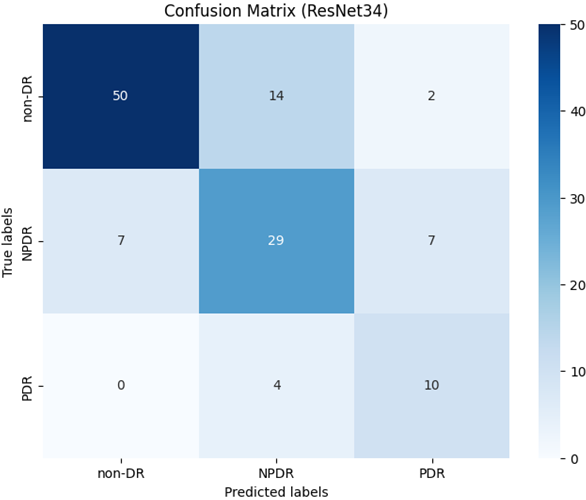 Confusion Matrix (ResNet34)
non-DR 50 14 2
NPDR 7 29 7
PDR 0 4 10
non-DR NPDR PDR
True labels
Predicted labels
50
40
30
20
10
0